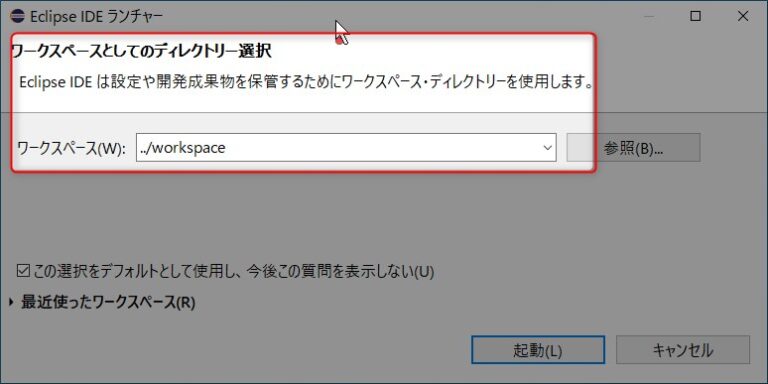 Eclipse IDE ランチャー
ワークスペースとしてのディレクトリー選択
Eclipse IDE は設定や開発成果物を保管するためにワークスペース・ディレクトリーを使用します。
ワークスペース(W): ../workspace 参照(B)...
この選択をデフォルトとして使用し、今後この質問を表示しない(U)
最近使ったワークスペース(R)
起動(L) キャンセル